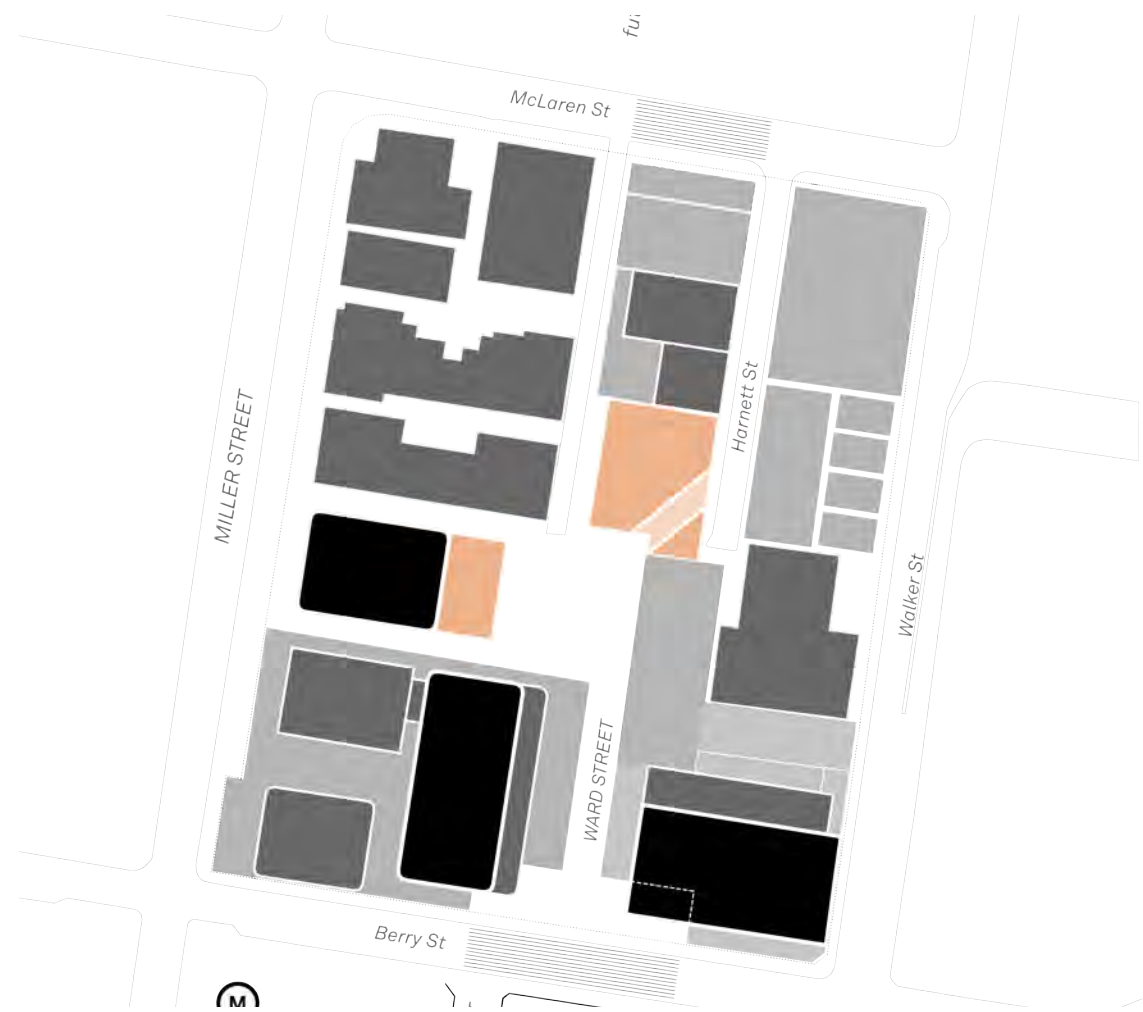 McLaren St
Harnett St
MILLER STREET
Walker St
WARD STREET
Berry St
M